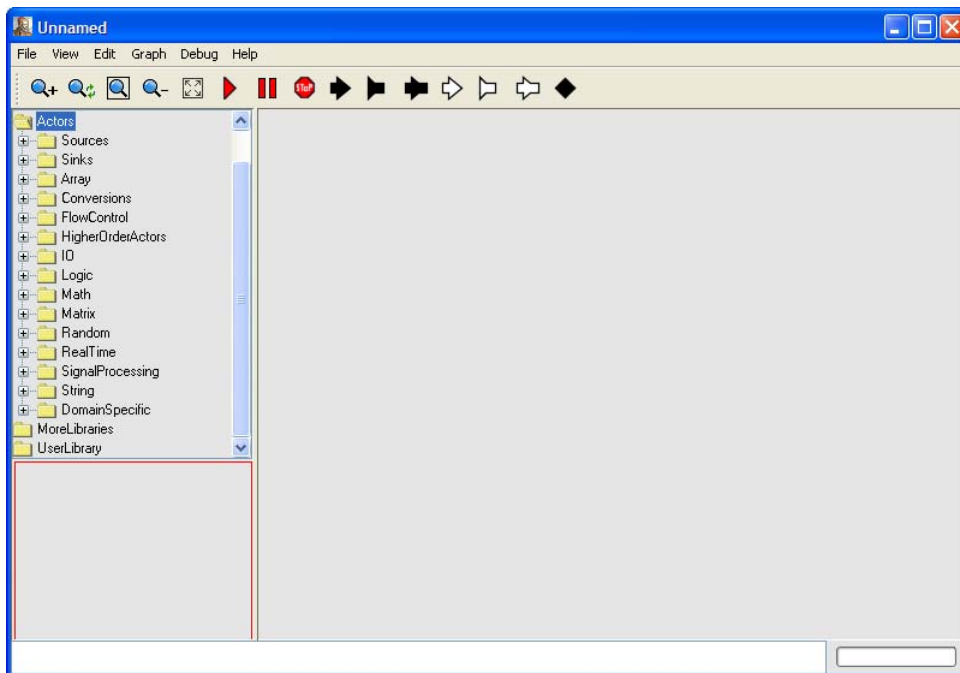 Unnamed
File View Edit Graph Debug Help
STOP
Actors
Sources
Sinks
Array
Conversions
FlowControl
HigherOrderActors
IO
Logic
Math
Matrix
Random
RealTime
SignalProcessing
String
DomainSpecific
MoreLibraries
UserLibrary